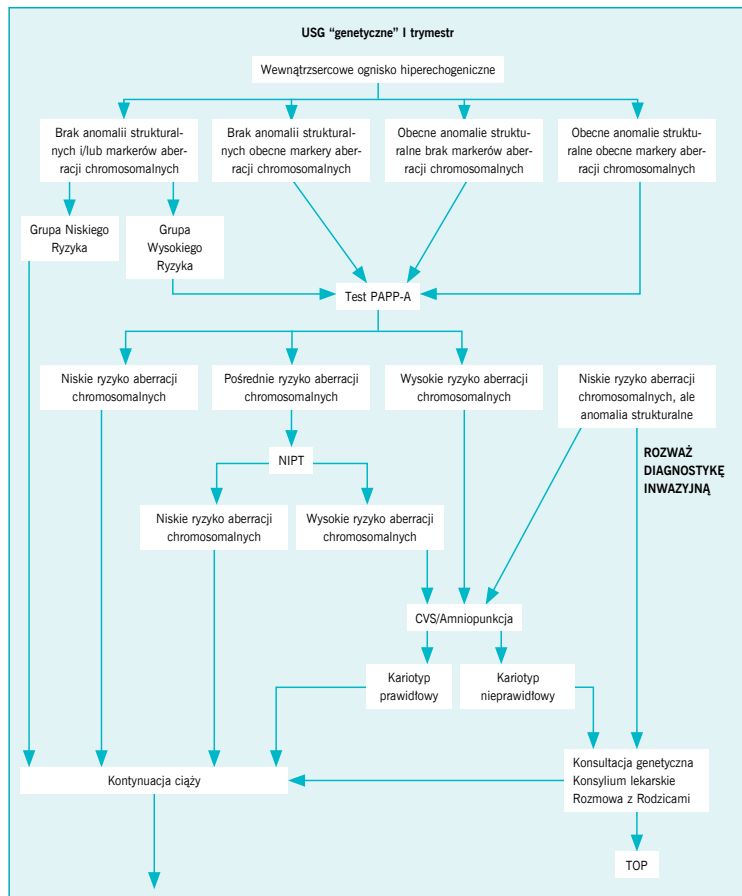 USG “genetyczne” I trymestr
Wewnątrzsercowe ognisko hiperechogeniczne
Brak anomalii struktural-
nych i/lub markerów aber-
racji chromosomalnych
Brak anomalii struktural-
nych obecne markery aber-
racji chromosomalnych
Obecne anomalie struktu-
ralne brak markerów aber-
racji chromosomalnych
Obecne anomalie struktu-
ralne obecne markery aber-
racji chromosomalnych
Grupa Niskiego
Ryzyka
Grupa
Wysokiego
Ryzyka
Test PAPP-A
Niskie ryzyko aberracji
chromosomalnych
Pośrednie ryzyko aberracji
chromosomalnych
Wysokie ryzyko aberracji
chromosomalnych
Niskie ryzyko aberracji
chromosomalnych, ale
anomalia strukturalne
ROZWAŻ
DIAGNOSTYKĘ
INWAZYJNĄ
NIPT
Niskie ryzyko aberracji
chromosomalnych
Wysokie ryzyko aberracji
chromosomalnych
CVS/Amniopunkcja
Kariotyp
prawidłowy
Kariotyp
nieprawidłowy
Kontynuacja ciąży
Konsultacja genetyczna
Konsylium lekarskie
Rozmowa z Rodzicami
TOP